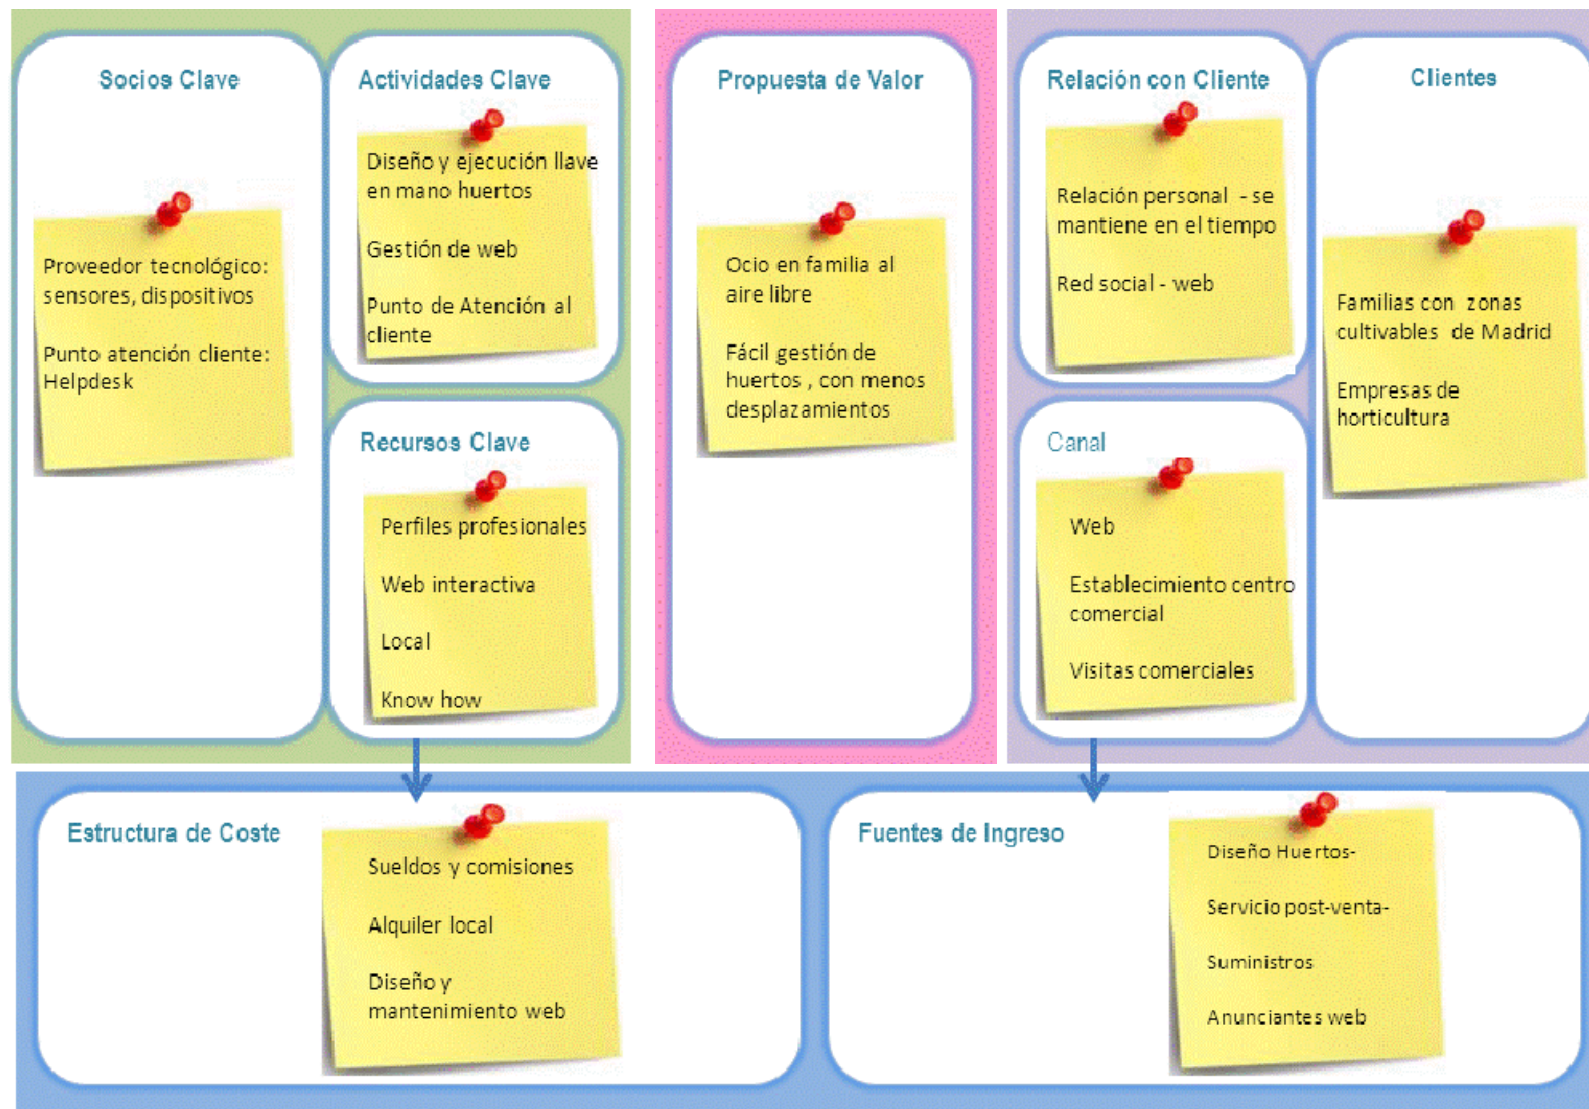 Socios Clave
Proveedor tecnológico:
sensores, dispositivos
Punto atención cliente:
Helpdesk
Actividades Clave
Diseño y ejecución llave
en mano huertos
Gestión de web
Punto de Atención al
cliente
Recursos Clave
Perfiles profesionales
Web interactiva
Local
Know how
Propuesta de Valor
Ocio en familia al
aire libre
Fácil gestión de
huertos , con menos
desplazamientos
Relación con Cliente
Relación personal - se
mantiene en el tiempo
Red social - web
Canal
Web
Establecimiento centro
comercial
Visitas comerciales
Clientes
Familias con zonas
cultivables de Madrid
Empresas de
horticultura
Estructura de Coste
Sueldos y comisiones
Alquiler local
Diseño y
mantenimiento web
Fuentes de Ingreso
Diseño Huertos-
Servicio post-venta-
Suministros
Anunciantes web